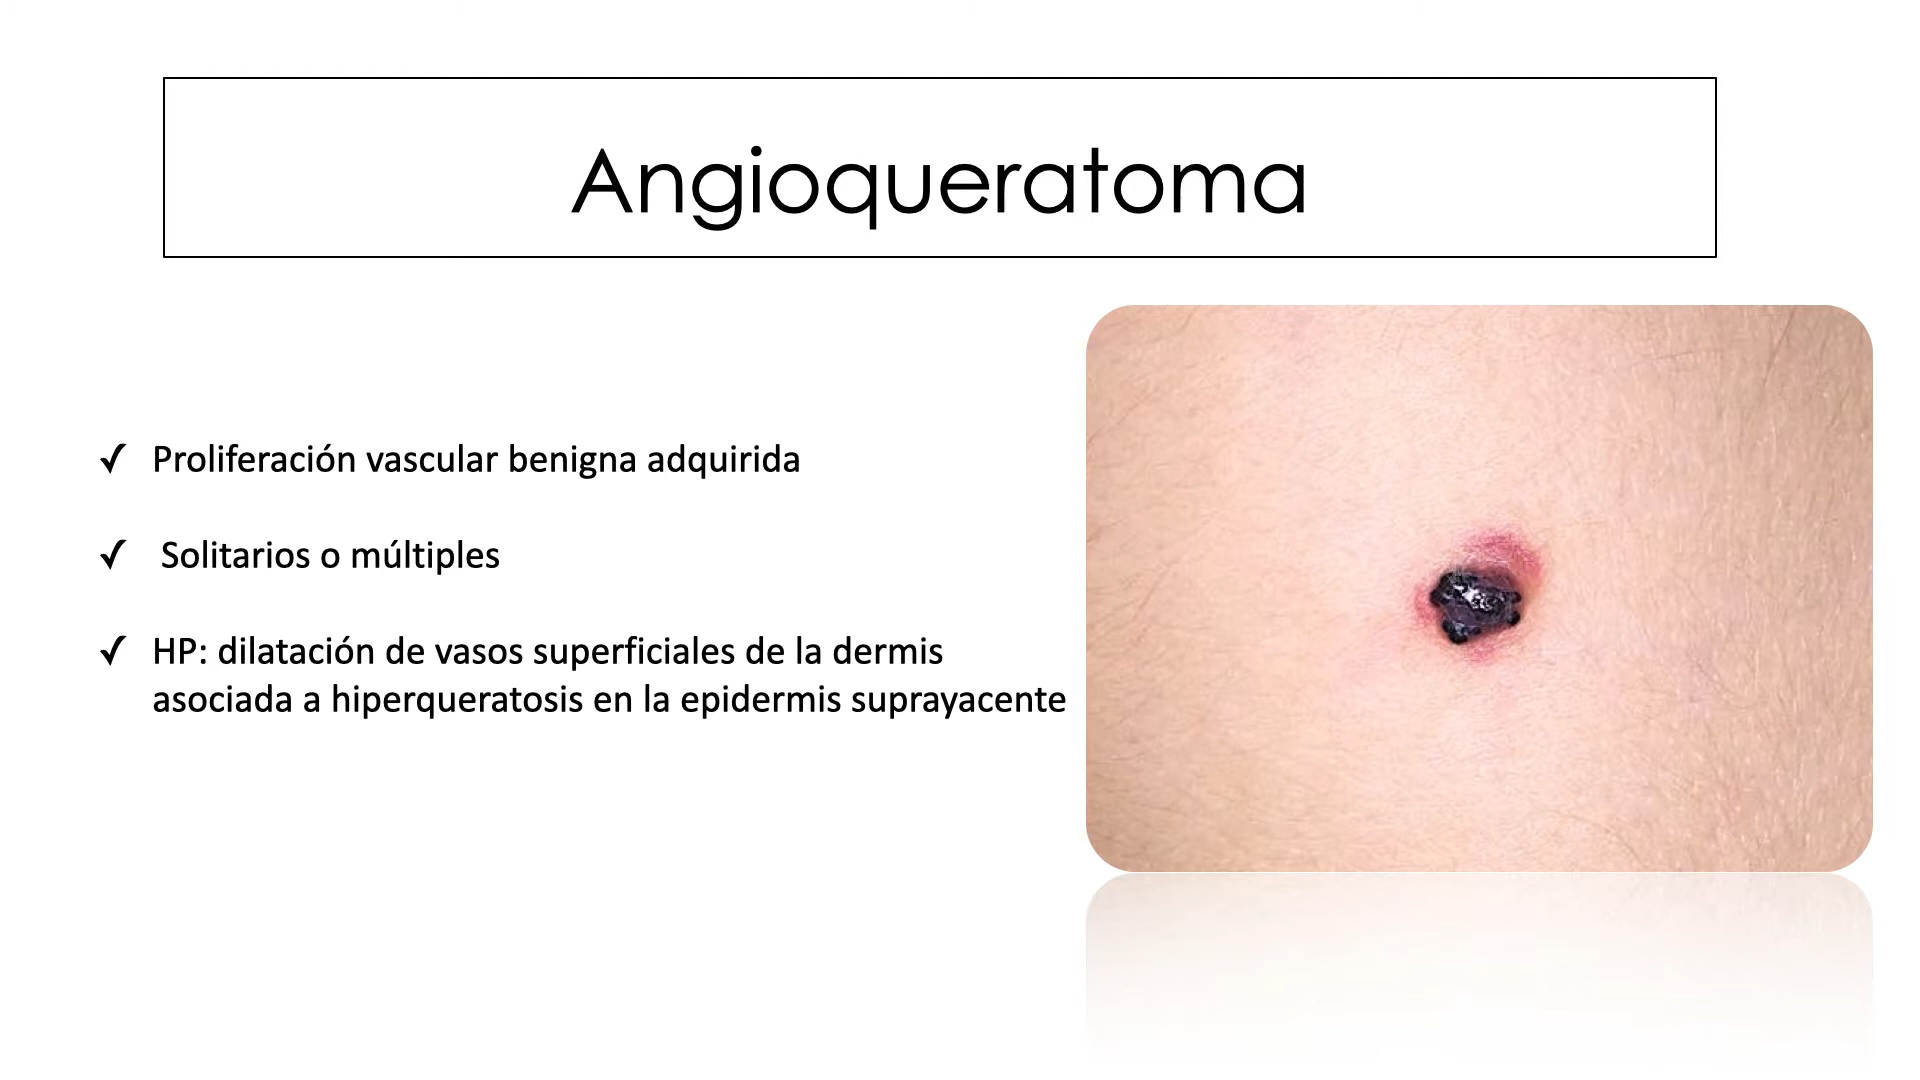 Angioqueratoma
✓ Proliferación vascular benigna adquirida
✓ Solitarios o múltiples
✓ HP: dilatación de vasos superficiales de la dermis
asociada a hiperqueratosis en la epidermis suprayacente